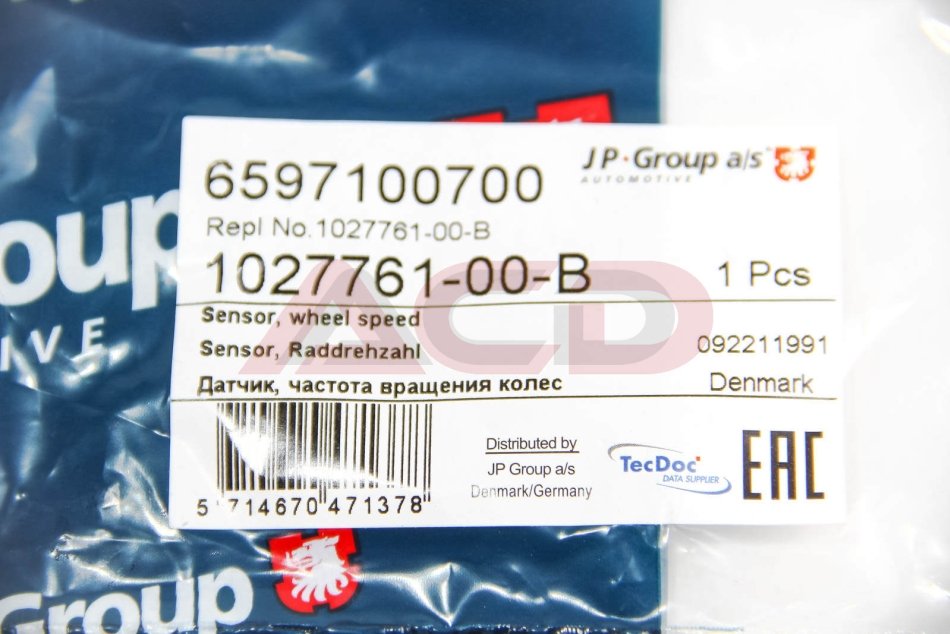 6597100700
JP·Group a/s
AUTOMOTIVE
Repl No.1027761-00-B
1027761-00-B
1 Pcs
ACD
Sensor, wheel speed
Sensor, Raddrehzahl
092211991
Датчик, частота вращения колес
Denmark
Distributed by
JP Group a/s
Denmark/Germany
TecDoc
DATA SUPPLIER
EAC
5 714670 471378
oup
IVE
Group